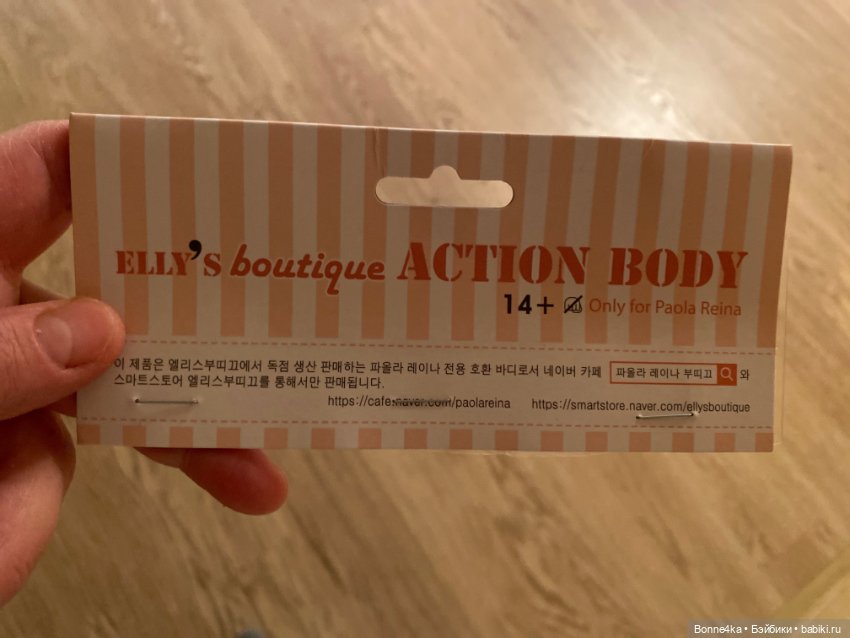 ELLY'S boutique ACTION BODY
14+ Only for Paola Reina
이 제품은 엘리스부띠끄에서 독점 생산 판매하는 파올라 레이나 전용 호환 바디로서 네이버 카페 파올라 레이나 부띠끄 와
스마트스토어 엘리스부띠끄를 통해서만 판매됩니다.
https://cafe.naver.com/paolareina https://smartstore.naver.com/ellysboutique
Bonne4ka • Бэйбики • babiki.ru